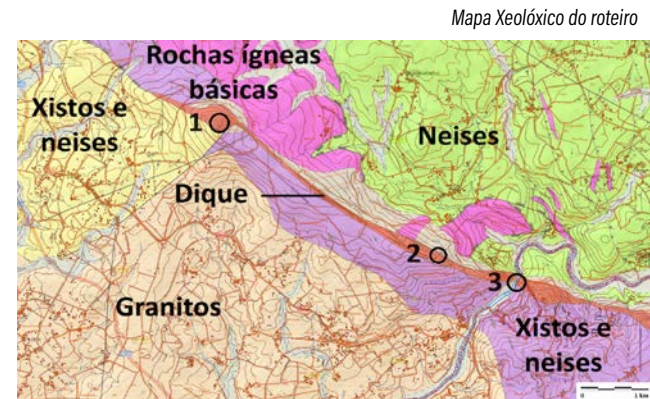 Mapa Xeolóxico do roteiro
Rochas ígneas
básicas
Xistos e
neises
1
Neises
Dique
2
3
Granitos
Xistos e
neises
0
1 km